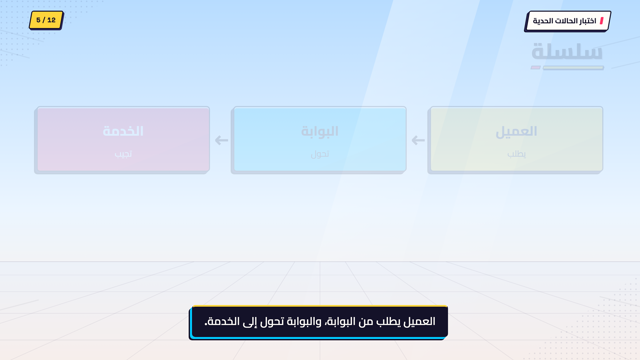 اختبار الحالات الحدية
5 / 12
سلسلة
العميل
يطلب
البوابة
تحول
الخدمة
تجيب
العميل يطلب من البوابة، والبوابة تحول إلى الخدمة.